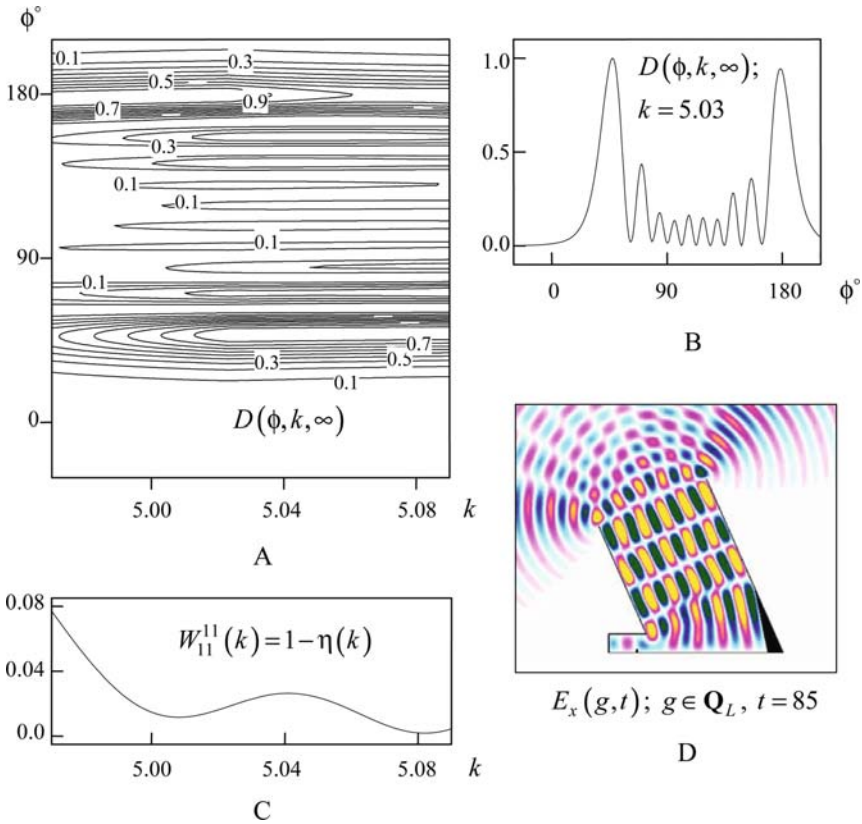 ϕ°
0.1
0.3
0.5
180
0.7
0.9
0.3
0.1
0.1
90
0.1
0.1
0.7
0.3
0.5
0.1
0
D(ϕ, k, ∞)
5.00 5.04 5.08 k
A
1.0
D(ϕ, k, ∞);
k = 5.03
0.5
0.0
0 90 180 ϕ°
B
0.08
W₁₁¹¹(k) = 1 − η(k)
0.04
0.0
5.00 5.04 5.08 k
C
Eₓ(g, t); g ∈ Q_L, t = 85
D